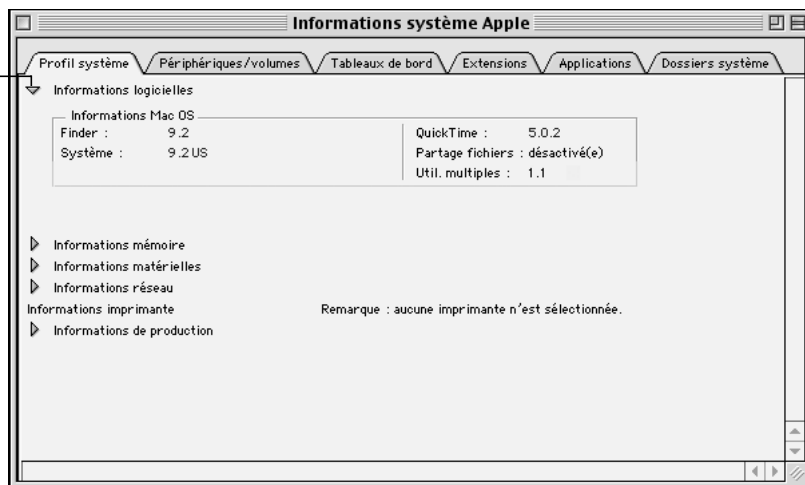 Informations système Apple
Profil système Périphériques/volumes Tableaux de bord Extensions Applications Dossiers système
Informations logicielles
Informations Mac OS
Finder : 9.2 QuickTime : 5.0.2
Système : 9.2 US Partage fichiers : désactivé(e)
Util. multiples : 1.1
Informations mémoire
Informations matérielles
Informations réseau
Informations imprimante Remarque : aucune imprimante n'est sélectionnée.
Informations de production